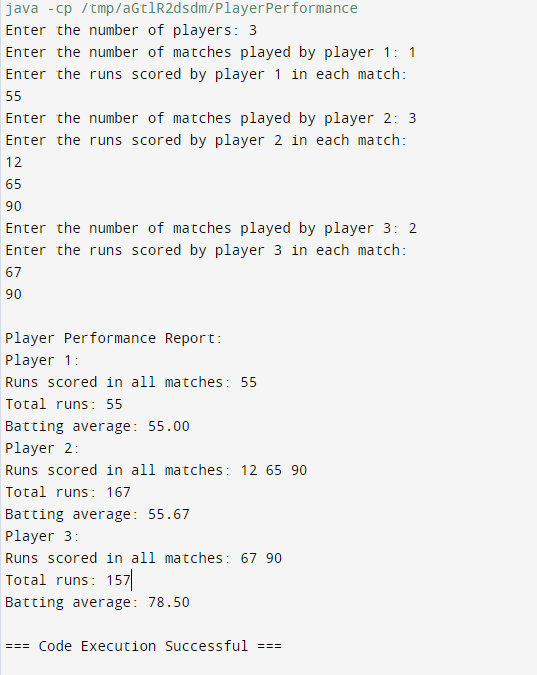 java -cp /tmp/aGtlR2dsdm/PlayerPerformance
Enter the number of players: 3
Enter the number of matches played by player 1: 1
Enter the runs scored by player 1 in each match:
55
Enter the number of matches played by player 2: 3
Enter the runs scored by player 2 in each match:
12
65
90
Enter the number of matches played by player 3: 2
Enter the runs scored by player 3 in each match:
67
90
Player Performance Report:
Player 1:
Runs scored in all matches: 55
Total runs: 55
Batting average: 55.00
Player 2:
Runs scored in all matches: 12 65 90
Total runs: 167
Batting average: 55.67
Player 3:
Runs scored in all matches: 67 90
Total runs: 157
Batting average: 78.50
=== Code Execution Successful ===